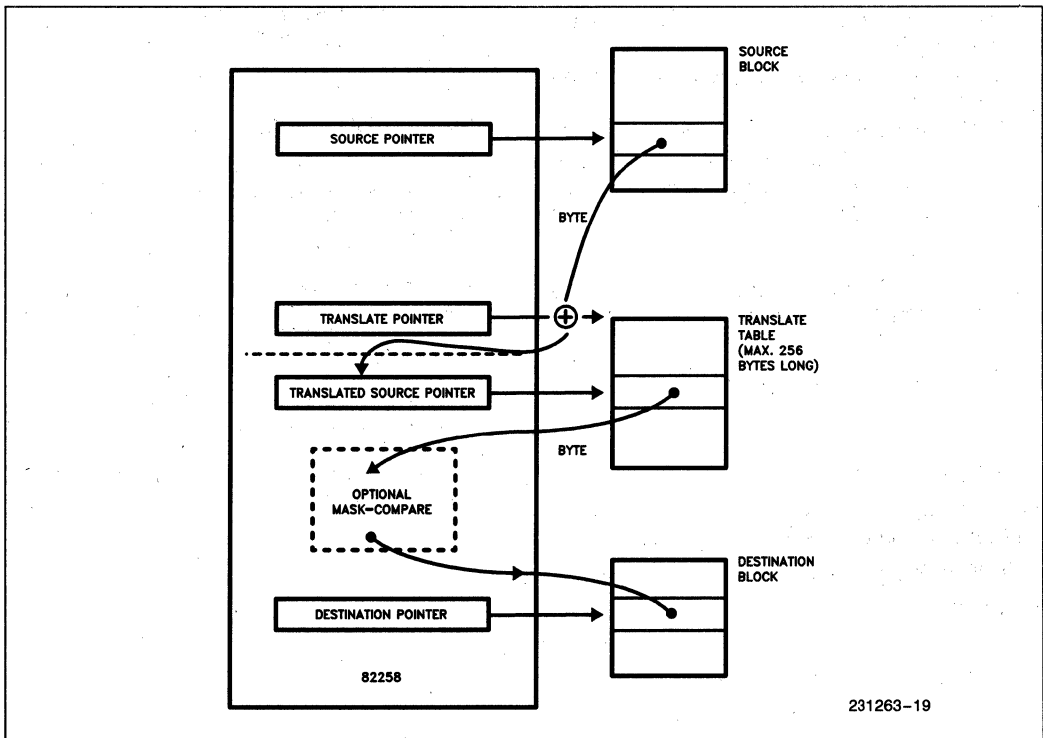 SOURCE
BLOCK
SOURCE POINTER
BYTE
TRANSLATE POINTER
TRANSLATE
TABLE
(MAX. 256
BYTES LONG)
TRANSLATED SOURCE POINTER
BYTE
OPTIONAL
MASK-COMPARE
DESTINATION
BLOCK
DESTINATION POINTER
82258
231263-19